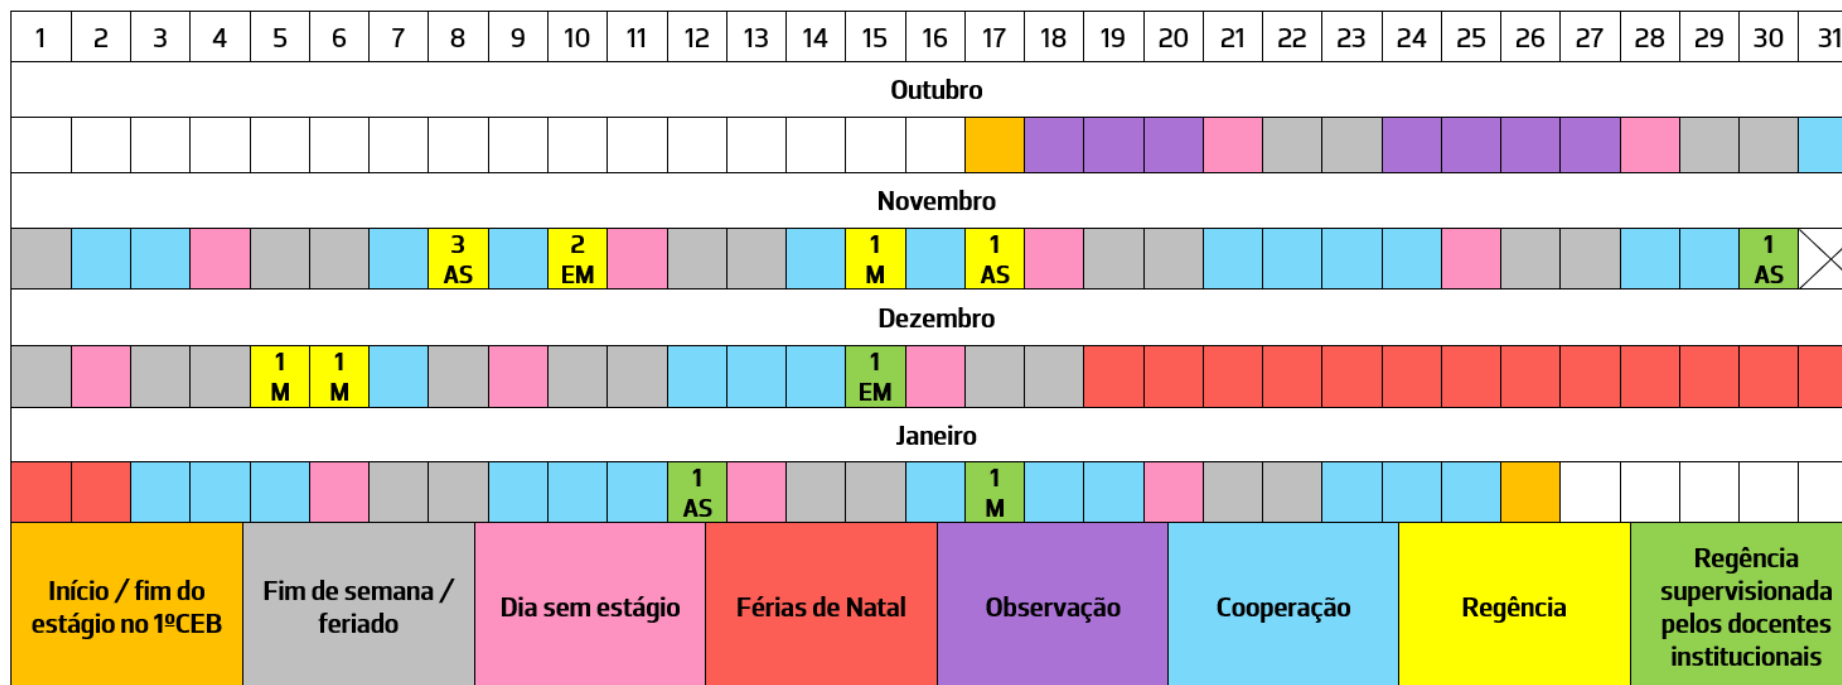 1 2 3 4 5 6 7 8 9 10 11 12 13 14 15 16 17 18 19 20 21 22 23 24 25 26 27 28 29 30 31
Outubro
Novembro
3 2 1 1 1
AS EM M AS AS
Dezembro
1 1 1
M M EM
Janeiro
1 1
AS M
Início / fim do
estágio no 1ºCEB
Fim de semana /
feriado
Dia sem estágio
Férias de Natal
Observação
Cooperação
Regência
Regência
supervisionada
pelos docentes
institucionais